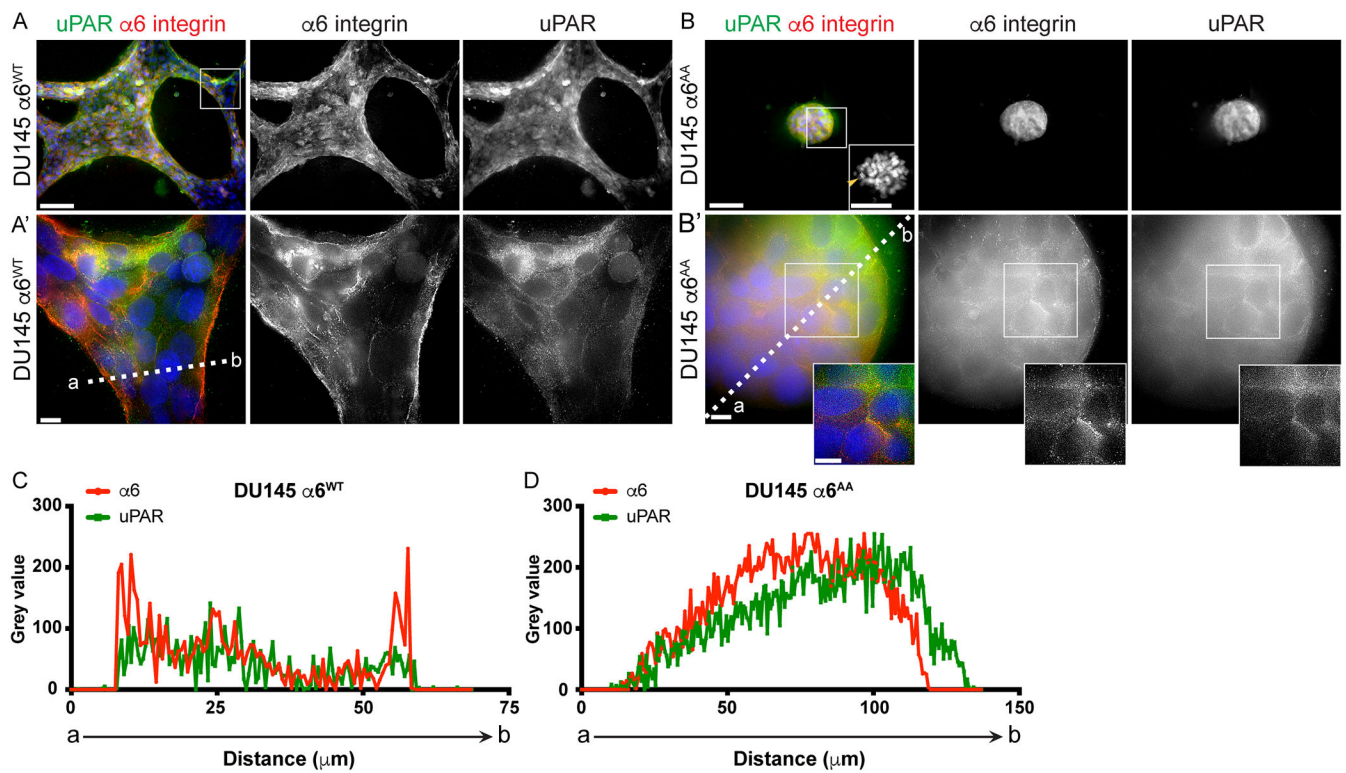 A
uPAR α6 integrin
α6 integrin
uPAR
B
uPAR α6 integrin
α6 integrin
uPAR
DU145 α6WT
DU145 α6AA
A'
DU145 α6WT
a
b
B'
DU145 α6AA
b
a
C
DU145 α6WT
α6
uPAR
300
200
100
0
Grey value
0
25
50
75
a
b
Distance (μm)
D
DU145 α6AA
α6
uPAR
300
200
100
0
Grey value
0
50
100
150
a
b
Distance (μm)